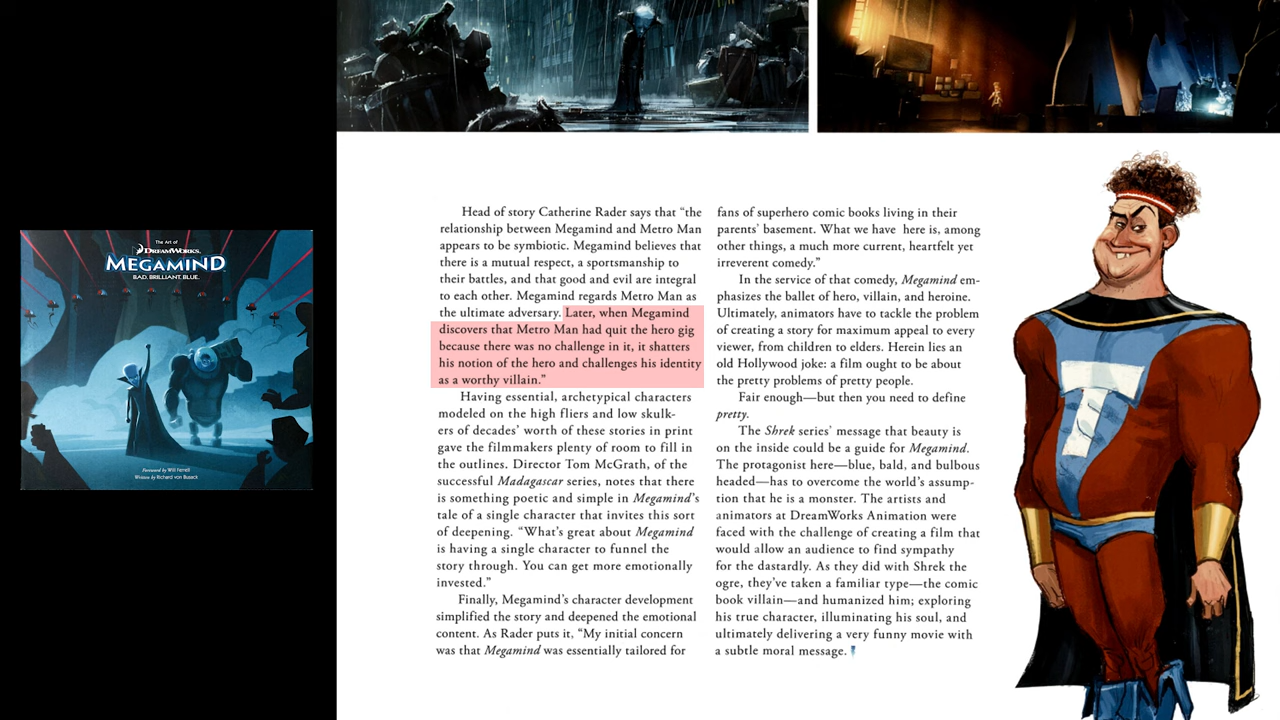 The Art of
DREAMWORKS
MEGAMIND
BAD. BRILLIANT. BLUE.
Foreword by Will Ferrell
Written by Richard von Busack
Head of story Catherine Rader says that “the
relationship between Megamind and Metro Man
appears to be symbiotic. Megamind believes that
there is a mutual respect, a sportsmanship to
their battles, and that good and evil are integral
to each other. Megamind regards Metro Man as
the ultimate adversary. Later, when Megamind
discovers that Metro Man had quit the hero gig
because there was no challenge in it, it shatters
his notion of the hero and challenges his identity
as a worthy villain.”
Having essential, archetypical characters
modeled on the high fliers and low skulk-
ers of decades’ worth of these stories in print
gave the filmmakers plenty of room to fill in
the outlines. Director Tom McGrath, of the
successful Madagascar series, notes that there
is something poetic and simple in Megamind’s
tale of a single character that invites this sort
of deepening. “What’s great about Megamind
is having a single character to funnel the
story through. You can get more emotionally
invested.”
Finally, Megamind’s character development
simplified the story and deepened the emotional
content. As Rader puts it, “My initial concern
was that Megamind was essentially tailored for
fans of superhero comic books living in their
parents’ basement. What we have here is, among
other things, a much more current, heartfelt yet
irreverent comedy.”
In the service of that comedy, Megamind em-
phasizes the ballet of hero, villain, and heroine.
Ultimately, animators have to tackle the problem
of creating a story for maximum appeal to every
viewer, from children to elders. Herein lies an
old Hollywood joke: a film ought to be about
the pretty problems of pretty people.
Fair enough—but then you need to define
pretty.
The Shrek series’ message that beauty is
on the inside could be a guide for Megamind.
The protagonist here—blue, bald, and bulbous
headed—has to overcome the world’s assump-
tion that he is a monster. The artists and
animators at DreamWorks Animation were
faced with the challenge of creating a film that
would allow an audience to find sympathy
for the dastardly. As they did with Shrek the
ogre, they’ve taken a familiar type—the comic
book villain—and humanized him; exploring
his true character, illuminating his soul, and
ultimately delivering a very funny movie with
a subtle moral message.
T